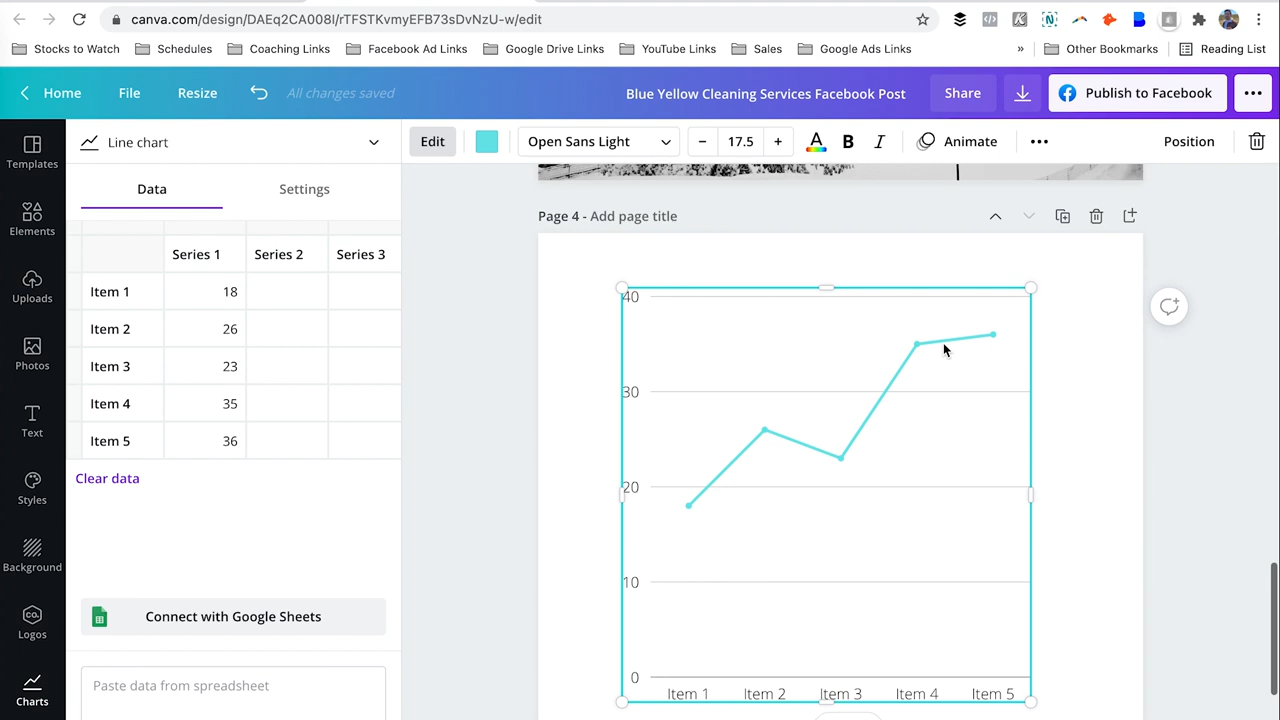 canva.com/design/DAEq2CA008I/rTFSTKvmyEFB73sDvNzU-w/edit
Stocks to Watch Schedules Coaching Links Facebook Ad Links Google Drive Links YouTube Links Sales Google Ads Links » Other Bookmarks Reading List
Home File Resize All changes saved Blue Yellow Cleaning Services Facebook Post Share Publish to Facebook
Line chart
Edit Open Sans Light – 17.5 + A B I Animate Position
Templates
Elements
Uploads
Photos
Text
Styles
Background
CO.
Logos
Charts
Data Settings
Series 1 Series 2 Series 3
Item 1 18
Item 2 26
Item 3 23
Item 4 35
Item 5 36
Clear data
Connect with Google Sheets
Paste data from spreadsheet
Page 4 - Add page title
40
30
20
10
0
Item 1 Item 2 Item 3 Item 4 Item 5